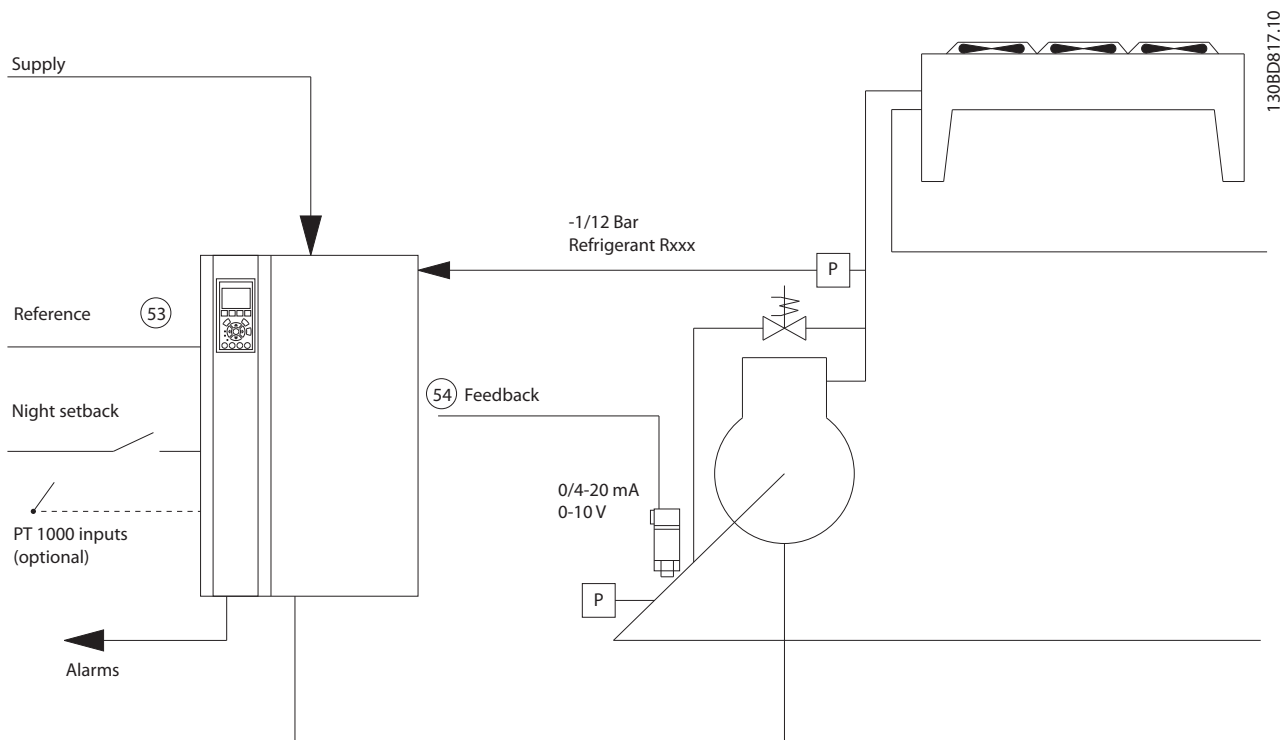 130BD817.10
Supply
-1/12 Bar
Refrigerant Rxxx
P
Reference
53
54
Feedback
Night setback
0/4-20 mA
0-10 V
PT 1000 inputs
(optional)
P
Alarms